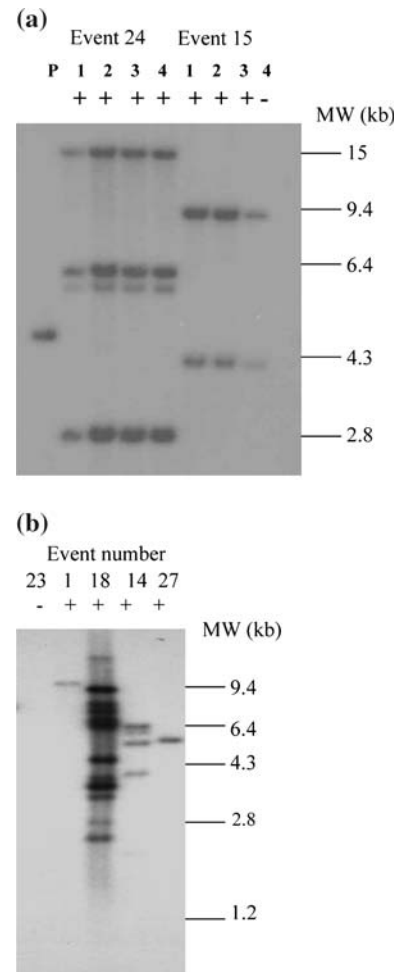 (a)
Event 24 Event 15
P 1 2 3 4 1 2 3 4
+ + + + + + + -
MW (kb)
15
9.4
6.4
4.3
2.8
(b)
Event number
23 1 18 14 27
- + + + +
MW (kb)
9.4
6.4
4.3
2.8
1.2